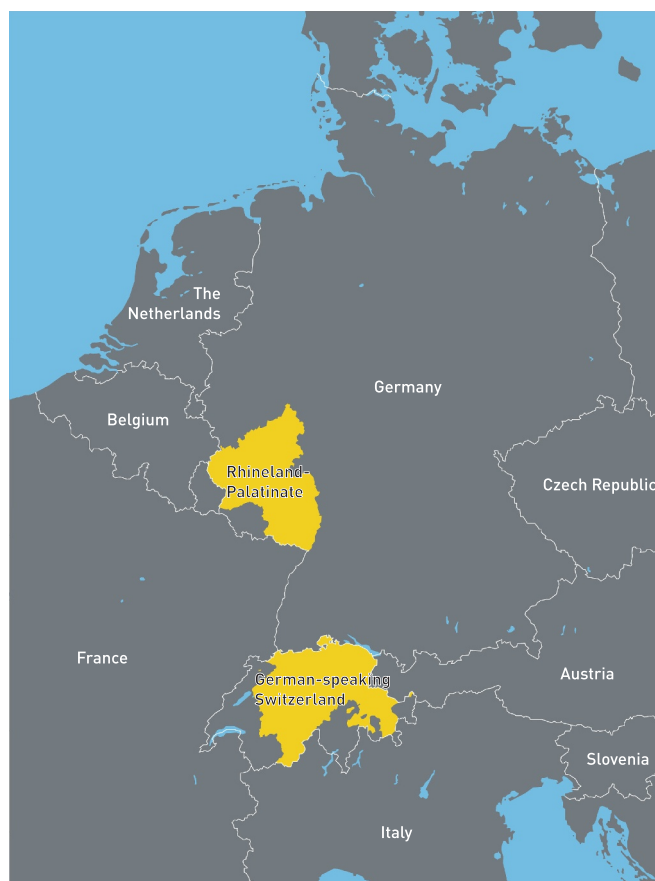 The
Netherlands
Germany
Belgium
Rhineland-
Palatinate
Czech Republic
France
German-speaking
Switzerland
Austria
Slovenia
Italy